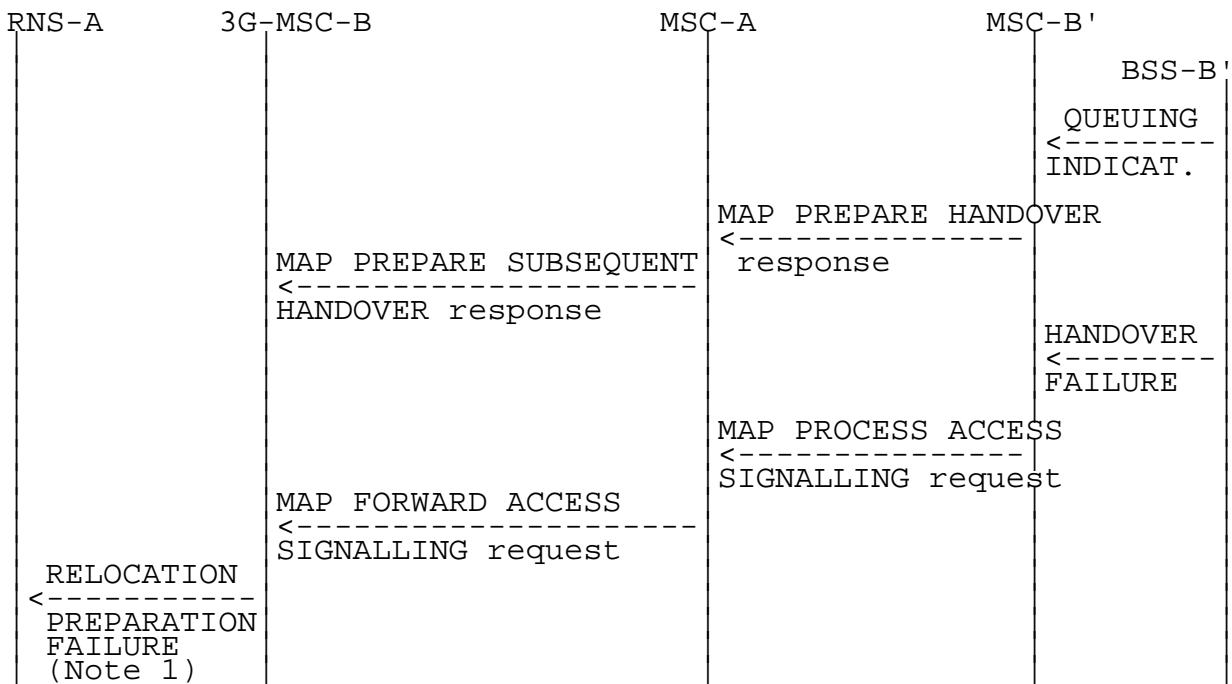 RNS-A 3G-MSC-B MSC-A MSC-B'
BSS-B'
QUEUING
<--------
INDICAT.
MAP PREPARE HANDOVER
<---------------
response
MAP PREPARE SUBSEQUENT
<---------------------
HANDOVER response
HANDOVER
<--------
FAILURE
MAP PROCESS ACCESS
<---------------
SIGNALLING request
MAP FORWARD ACCESS
<---------------------
SIGNALLING request
RELOCATION
<-----------
PREPARATION
FAILURE
(Note 1)